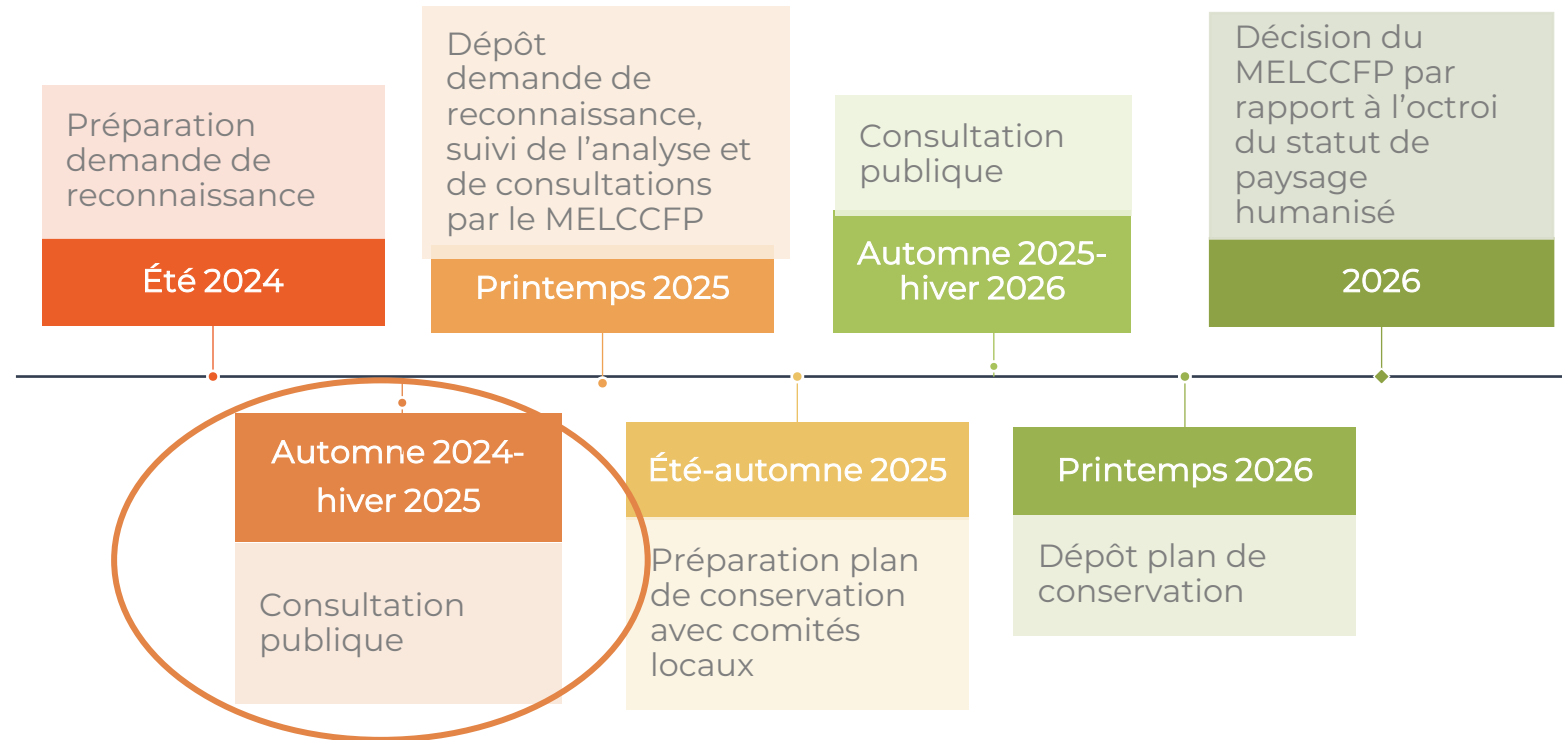 Préparation
demande de
reconnaissance
Été 2024
Automne 2024-
hiver 2025
Consultation
publique
Dépôt
demande de
reconnaissance,
suivi de l’analyse et
de consultations
par le MELCCFP
Printemps 2025
Été-automne 2025
Préparation plan
de conservation
avec comités
locaux
Consultation
publique
Automne 2025-
hiver 2026
Printemps 2026
Dépôt plan de
conservation
Décision du
MELCCFP par
rapport à l’octroi
du statut de
paysage
humanisé
2026